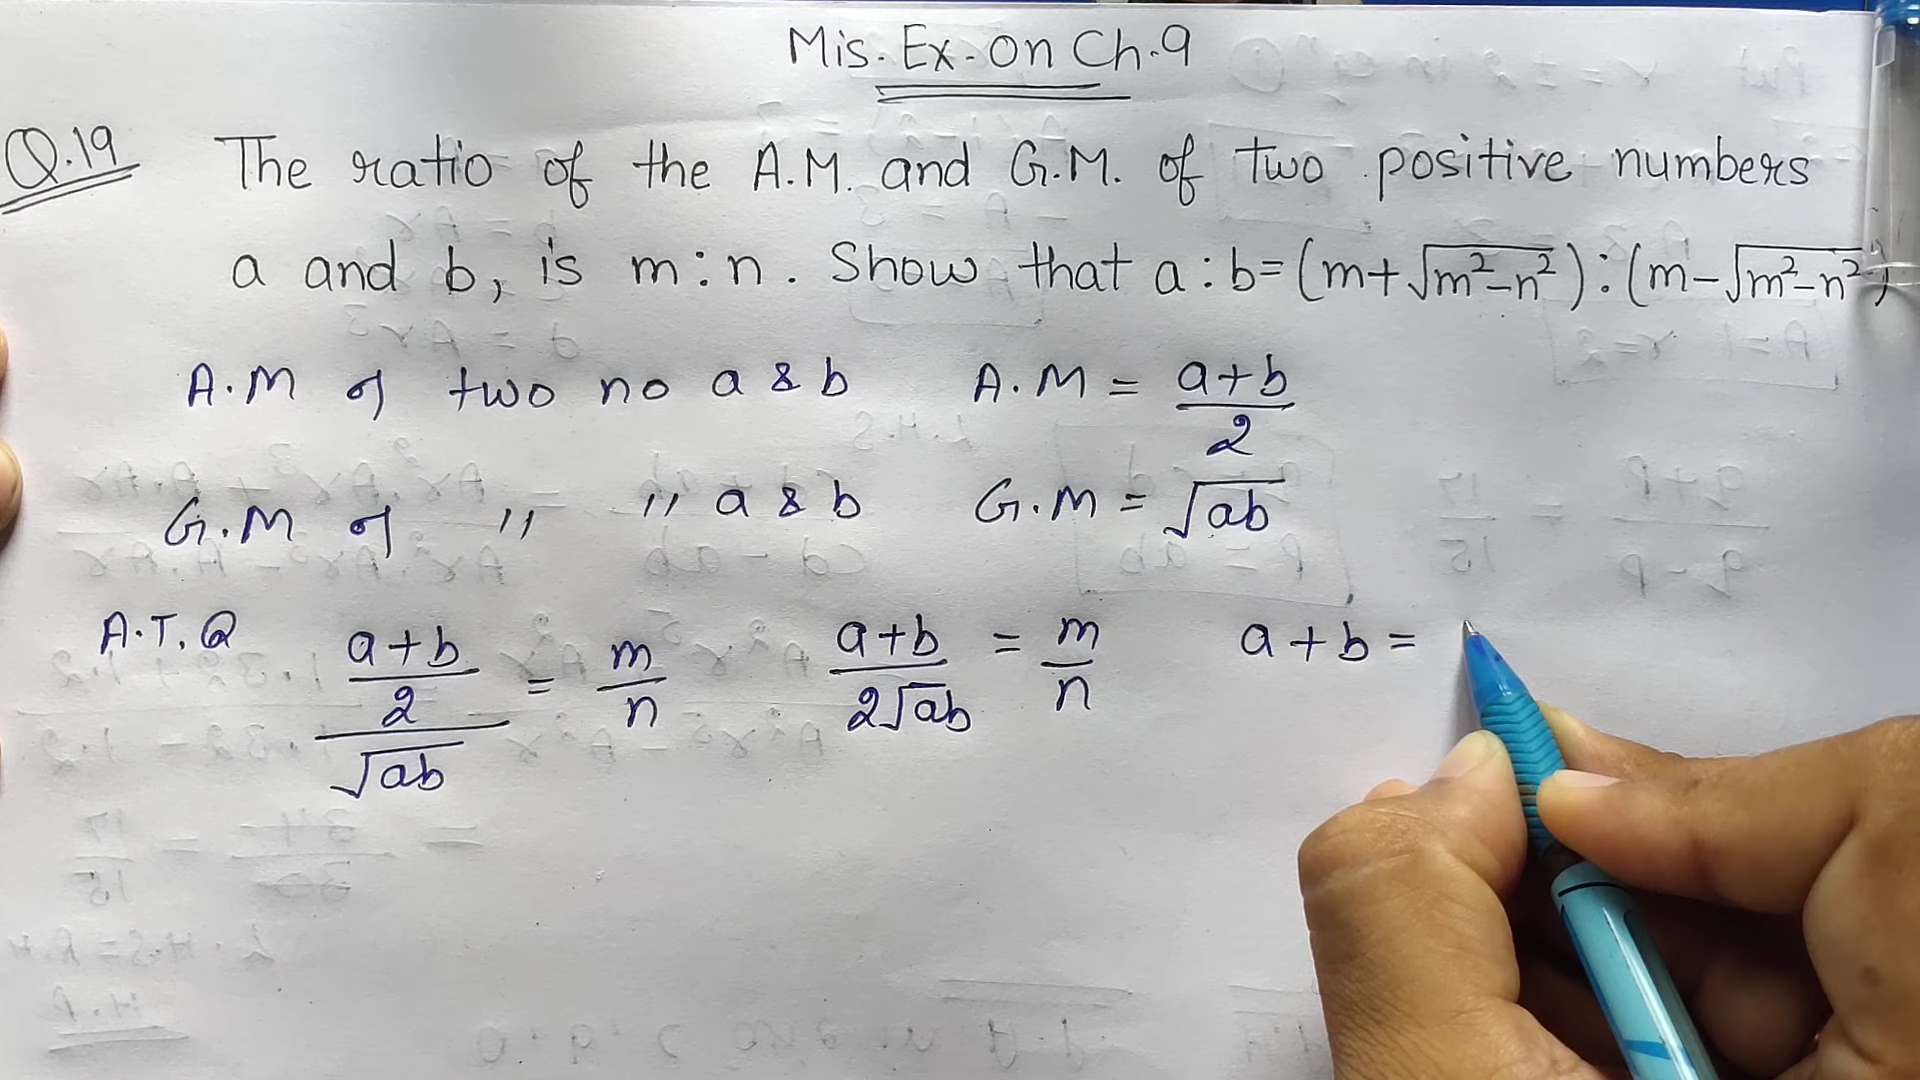 Mis. Ex. on Ch.9
Q.19 The ratio of the A.M. and G.M. of two positive numbers
a and b, is m : n. Show that a : b = (m+√m²-n²) : (m-√m²-n²)
A.M of two no a & b A.M = a+b/2
G.M of " " a & b G.M = √ab
A.T.Q a+b/2/√ab = m/n a+b/2√ab = m/n a+b =